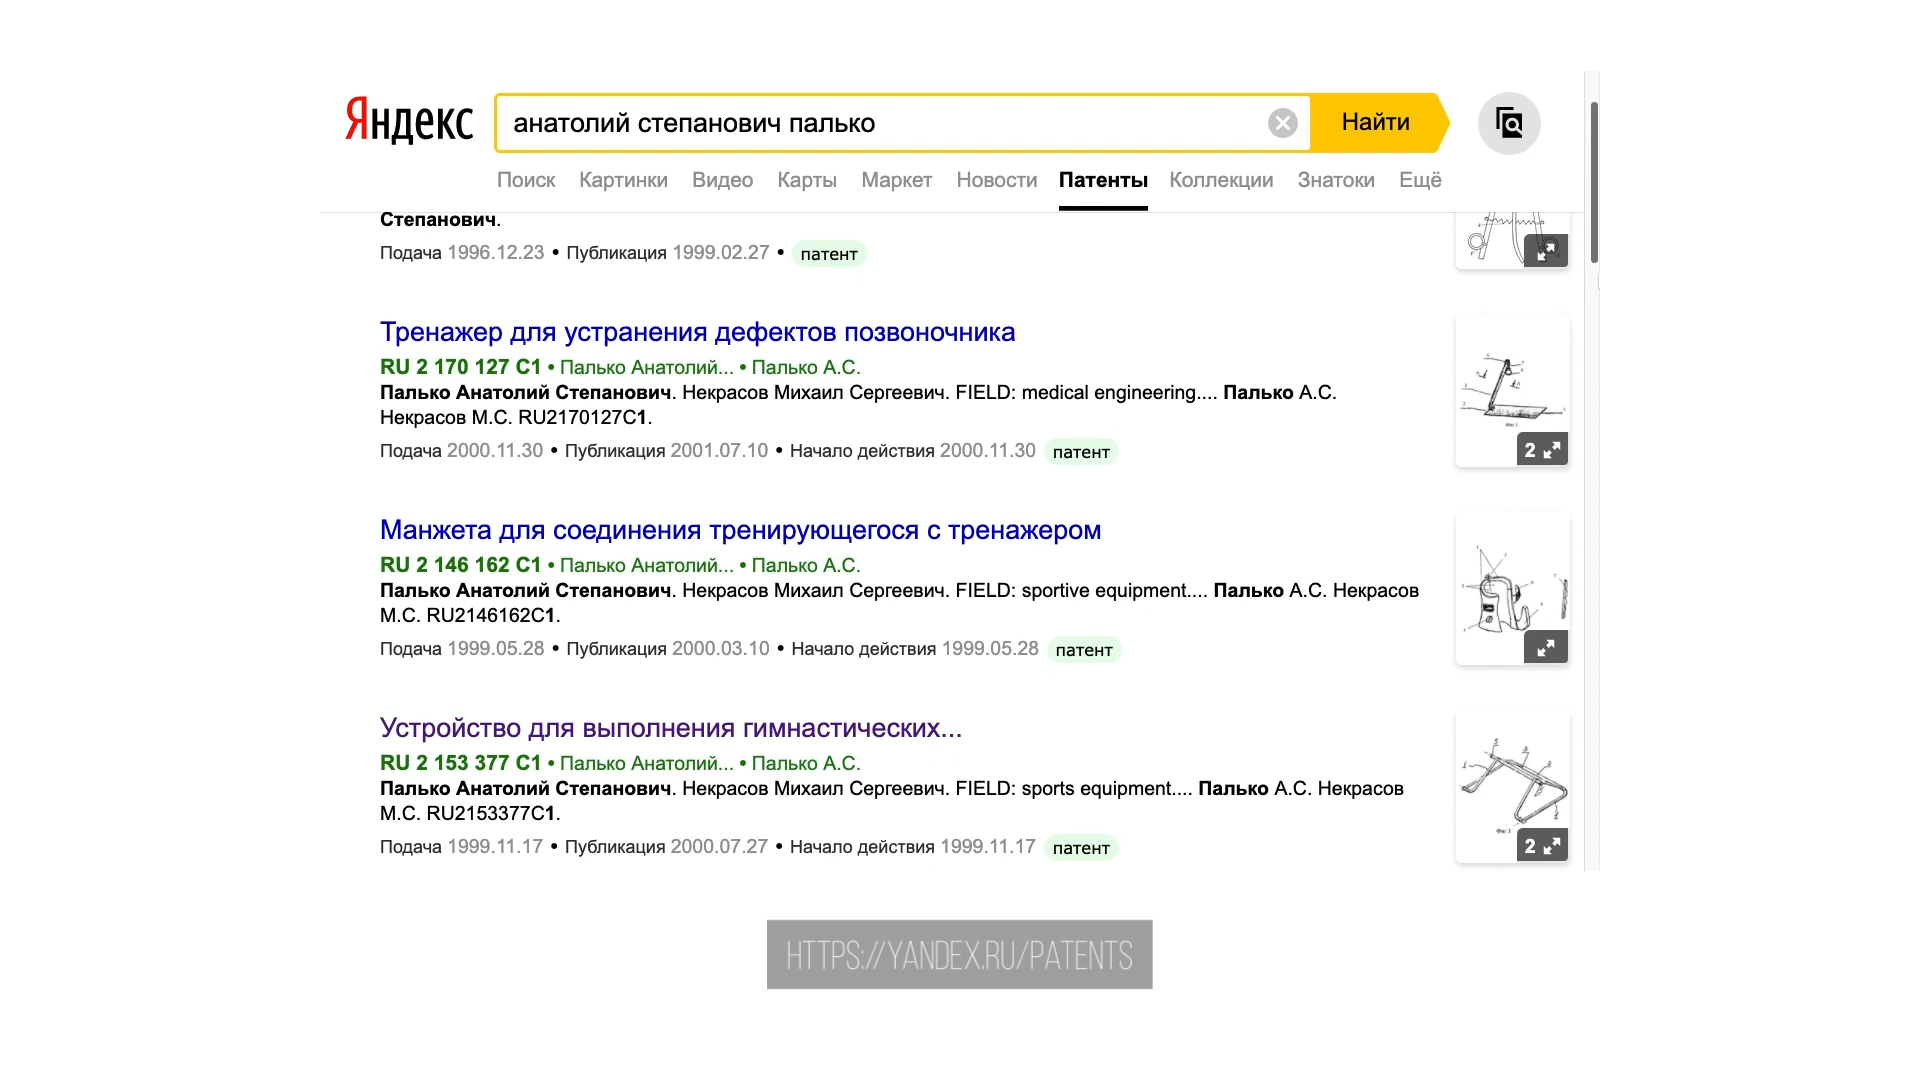 Яндекс
анатолий степанович палько
Найти
Поиск Картинки Видео Карты Маркет Новости Патенты Коллекции Знатоки Ещё
Степанович.
Подача 1996.12.23 • Публикация 1999.02.27 • патент
Тренажер для устранения дефектов позвоночника
RU 2 170 127 C1 • Палько Анатолий... • Палько А.С.
Палько Анатолий Степанович. Некрасов Михаил Сергеевич. FIELD: medical engineering.... Палько А.С.
Некрасов М.С. RU2170127C1.
Подача 2000.11.30 • Публикация 2001.07.10 • Начало действия 2000.11.30 патент
2
Манжета для соединения тренирующегося с тренажером
RU 2 146 162 C1 • Палько Анатолий... • Палько А.С.
Палько Анатолий Степанович. Некрасов Михаил Сергеевич. FIELD: sportive equipment.... Палько А.С. Некрасов
М.С. RU2146162C1.
Подача 1999.05.28 • Публикация 2000.03.10 • Начало действия 1999.05.28 патент
Устройство для выполнения гимнастических...
RU 2 153 377 C1 • Палько Анатолий... • Палько А.С.
Палько Анатолий Степанович. Некрасов Михаил Сергеевич. FIELD: sports equipment.... Палько А.С. Некрасов
М.С. RU2153377C1.
Подача 1999.11.17 • Публикация 2000.07.27 • Начало действия 1999.11.17 патент
2
HTTPS://YANDEX.RU/PATENTS